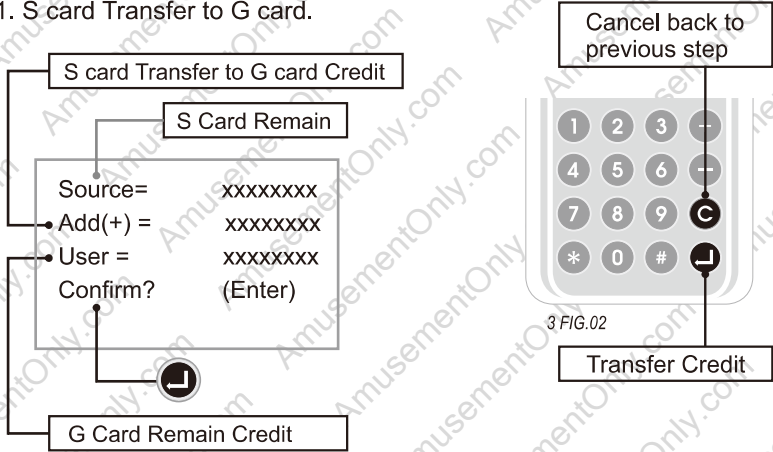 1. S card Transfer to G card.
S card Transfer to G card Credit
S Card Remain
Source= xxxxxxxx
Add(+) = xxxxxxxx
User = xxxxxxxx
Confirm? (Enter)
G Card Remain Credit
Cancel back to
previous step
1 2 3
4 5 6
7 8 9 C
* 0 #
3 FIG.02
Transfer Credit
AmusementOnly.com